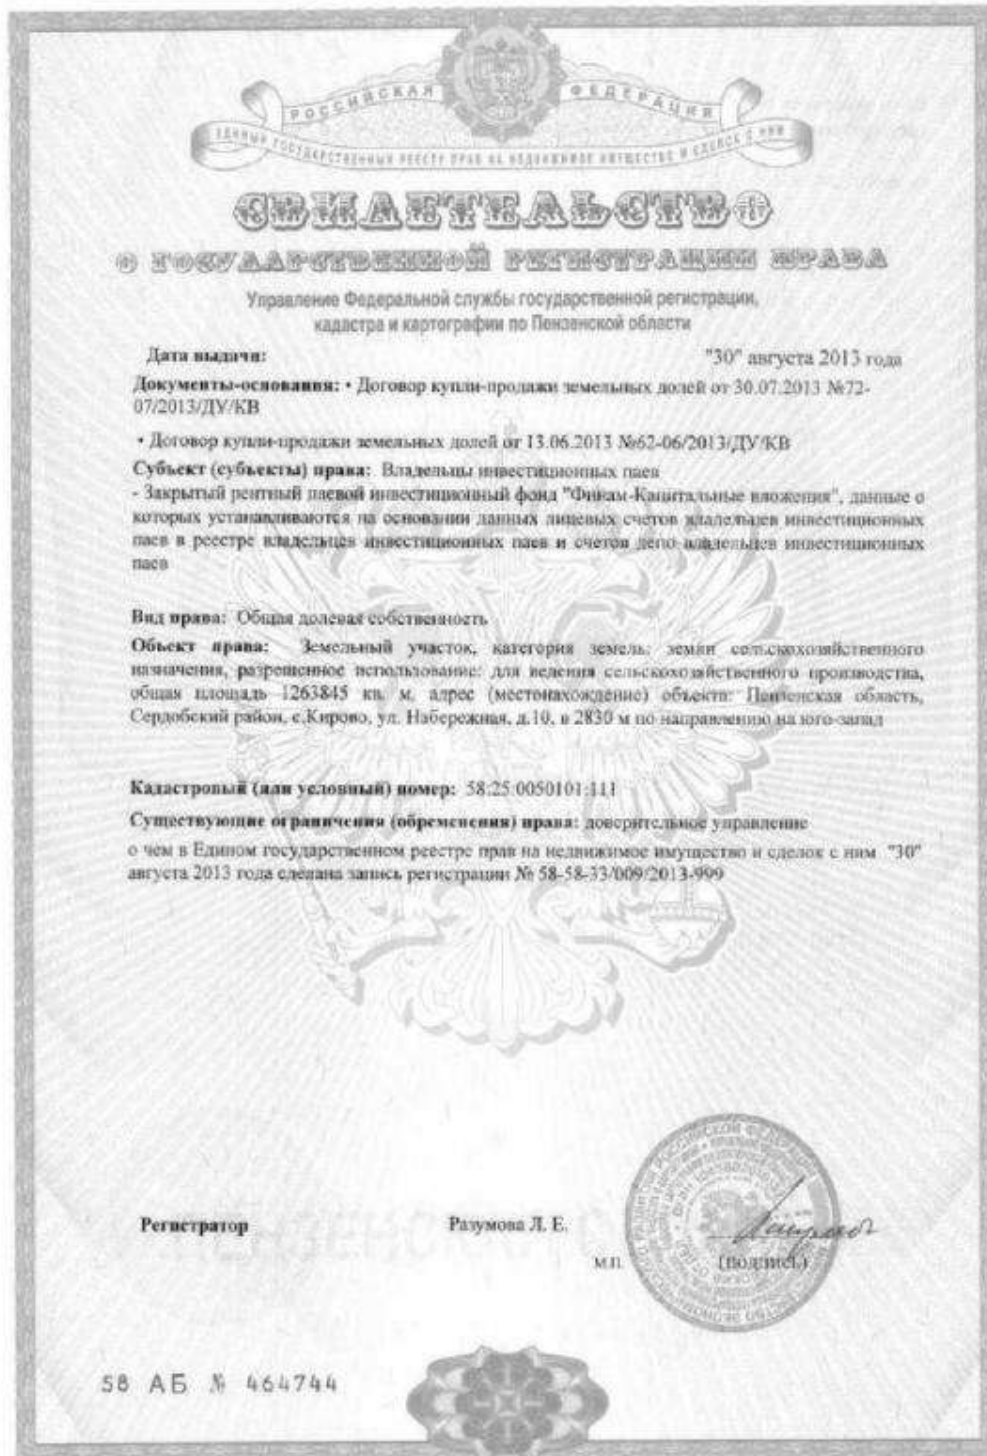 РОССИЙСКАЯ ФЕДЕРАЦИЯ
ЕДИНЫЙ ГОСУДАРСТВЕННЫЙ РЕЕСТР ПРАВ НА НЕДВИЖИМОЕ ИМУЩЕСТВО И СДЕЛОК С НИМ
СВИДЕТЕЛЬСТВО
О ГОСУДАРСТВЕННОЙ РЕГИСТРАЦИИ ПРАВА
Управление Федеральной службы государственной регистрации,
кадастра и картографии по Пензенской области
Дата выдачи: "30" августа 2013 года
Документы-основания: • Договор купли-продажи земельных долей от 30.07.2013 №72-
07/2013/ДУ/КВ
• Договор купли-продажи земельных долей от 13.06.2013 №62-06/2013/ДУ/КВ
Субъект (субъекты) права: Владельцы инвестиционных паев
- Закрытый рентный паевой инвестиционный фонд "Финам-Капитальные вложения", данные о
которых устанавливаются на основании данных лицевых счетов владельцев инвестиционных
паев в реестре владельцев инвестиционных паев и счетов депо владельцев инвестиционных
паев
Вид права: Общая долевая собственность
Объект права: Земельный участок, категория земель: земли сельскохозяйственного
назначения, разрешенное использование: для ведения сельскохозяйственного производства,
общая площадь 1263845 кв. м, адрес (местонахождение) объекта: Пензенская область,
Сердобский район, с.Кирово, ул. Набережная, д.10, в 2830 м по направлению на юго-запад
Кадастровый (или условный) номер: 58:25:0050101:111
Существующие ограничения (обременения) права: доверительное управление
о чем в Едином государственном реестре прав на недвижимое имущество и сделок с ним "30"
августа 2013 года сделана запись регистрации № 58-58-33/009/2013-999
Регистратор Разумова Л. Е.
М.П. (подпись)
58 АБ № 464744